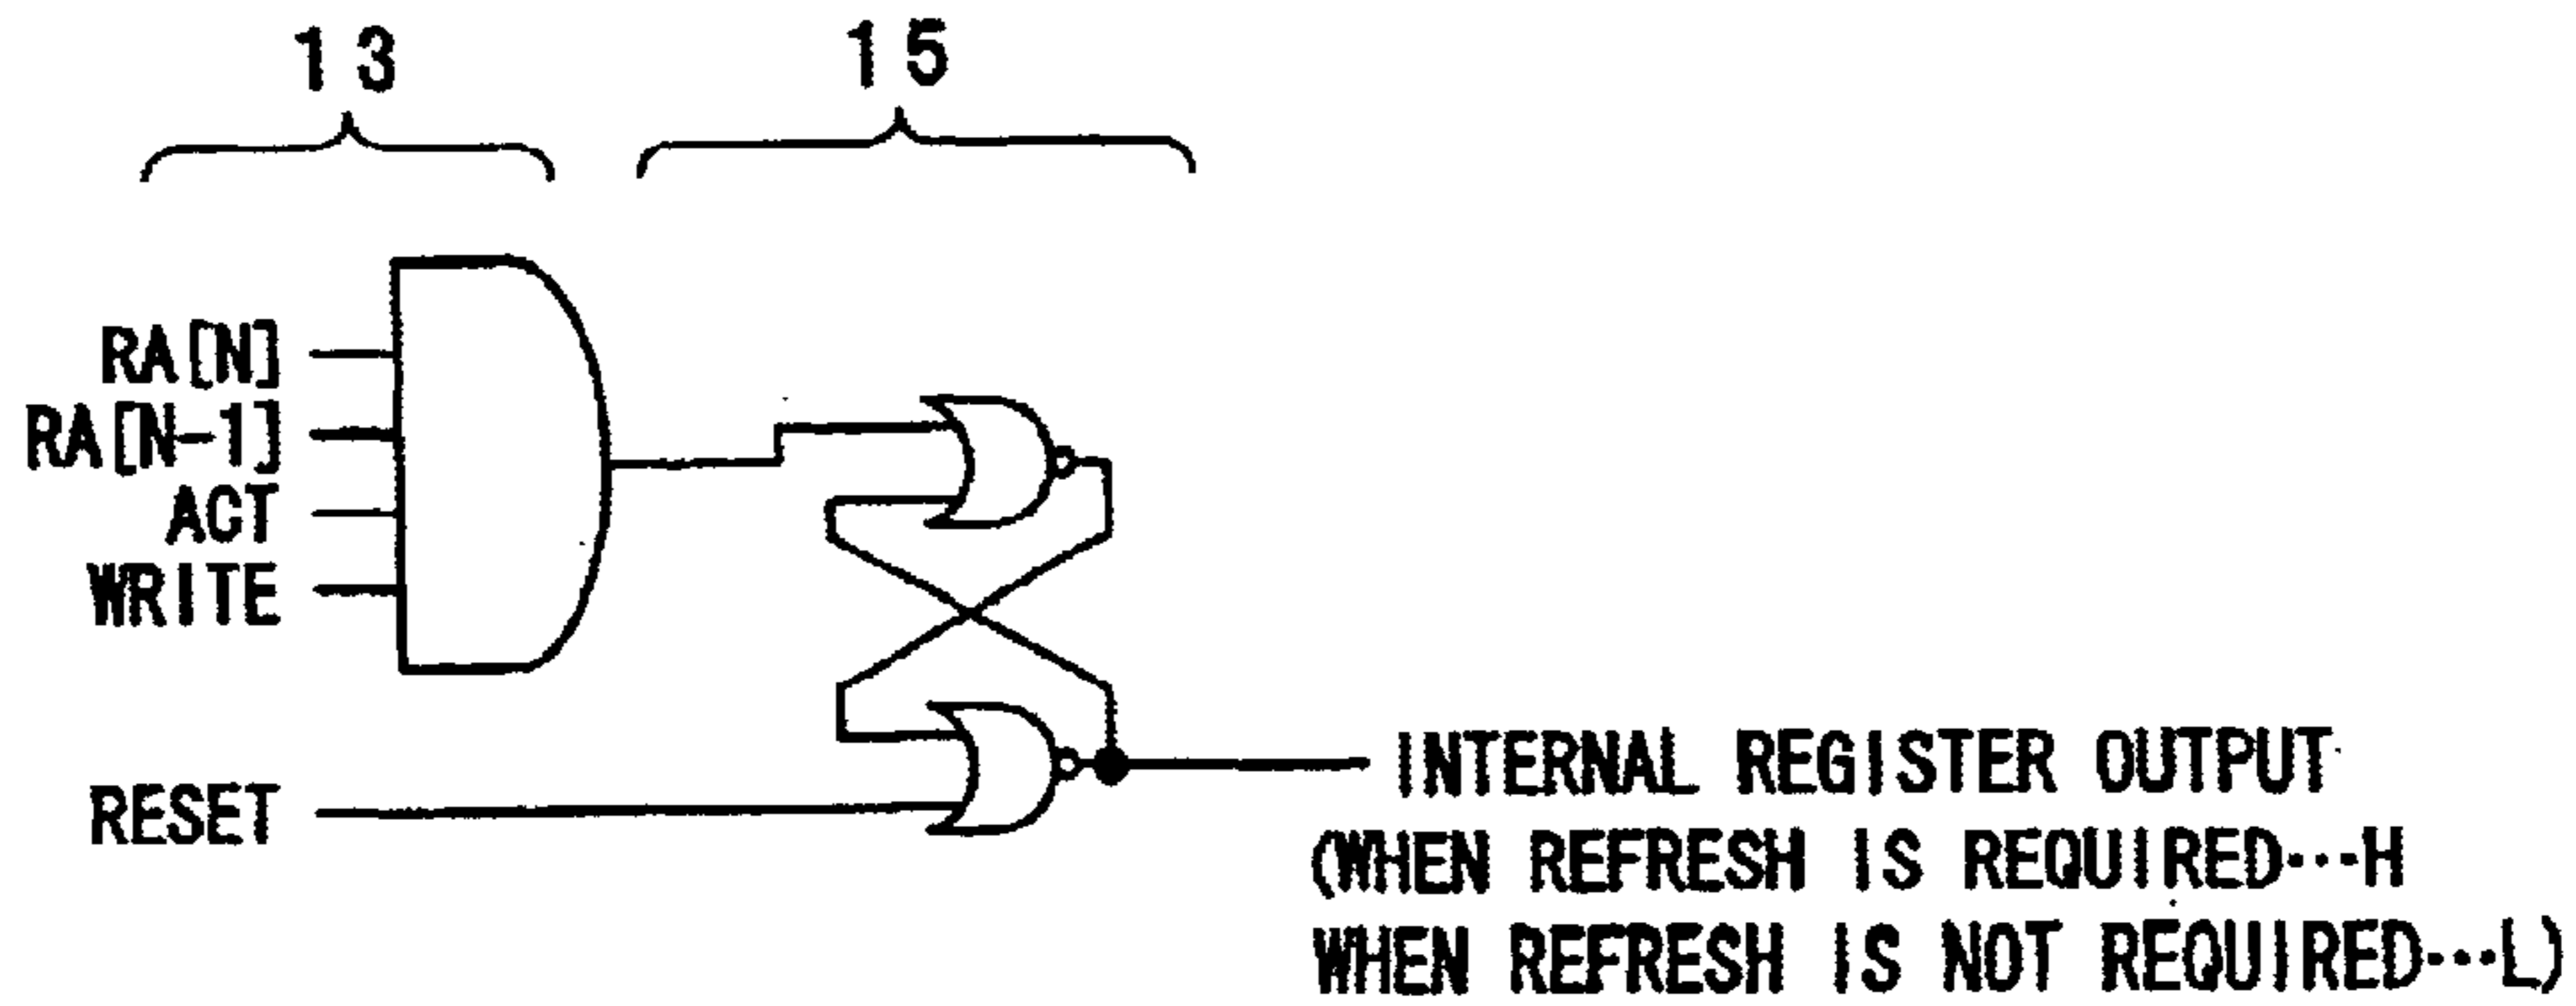 13
15
RA[N]
RA[N-1]
ACT
WRITE
RESET
INTERNAL REGISTER OUTPUT
(WHEN REFRESH IS REQUIRED···H
WHEN REFRESH IS NOT REQUIRED···L)